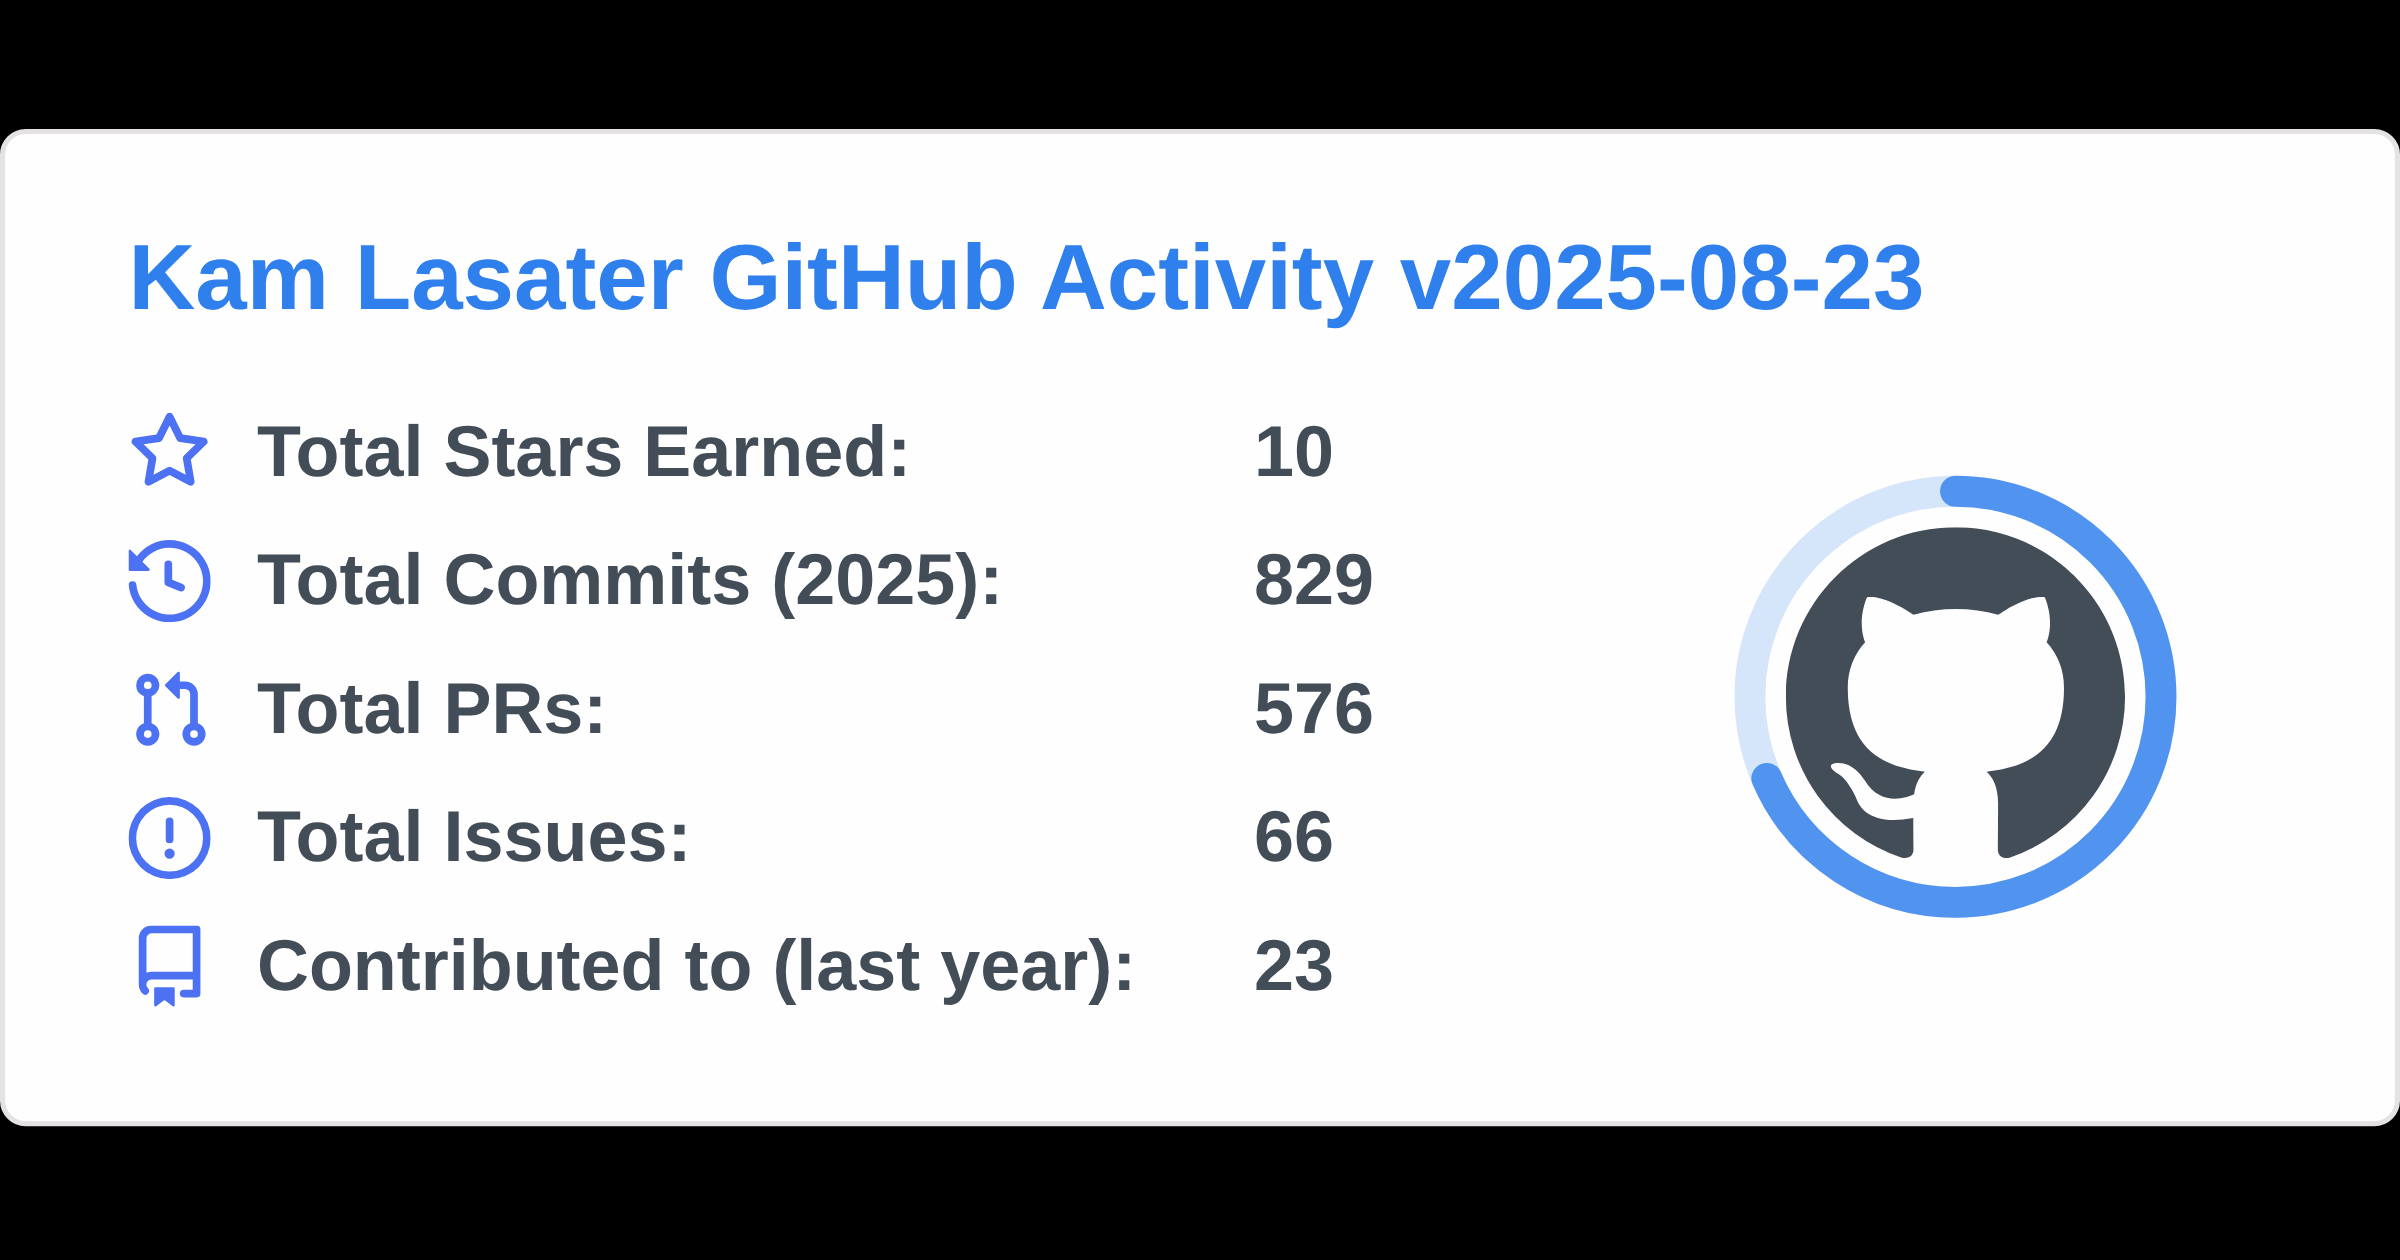 Kam Lasater GitHub Activity v2025-08-23
Total Stars Earned: 10
Total Commits (2025): 829
Total PRs: 576
Total Issues: 66
Contributed to (last year): 23